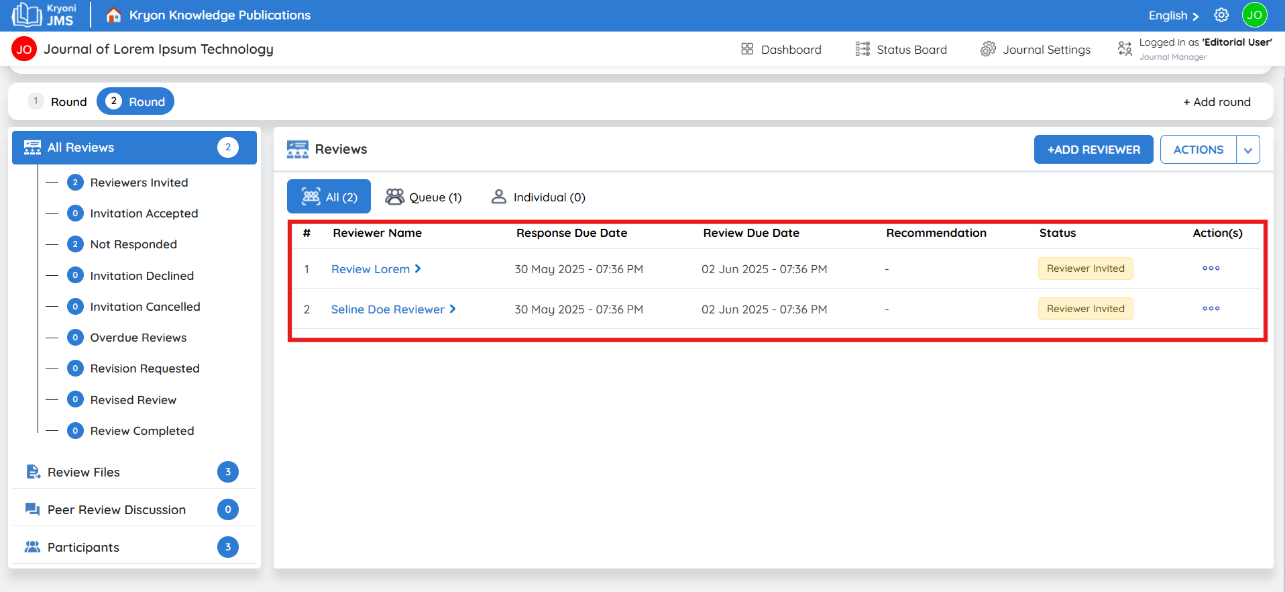 Kryoni
JMS
Kryon Knowledge Publications
English
JO
JO
Journal of Lorem Ipsum Technology
Dashboard
Status Board
Journal Settings
Logged in as 'Editorial User'
Journal Manager
1 Round
2 Round
+ Add round
All Reviews 2
2 Reviewers Invited
0 Invitation Accepted
2 Not Responded
0 Invitation Declined
0 Invitation Cancelled
0 Overdue Reviews
0 Revision Requested
0 Revised Review
0 Review Completed
Review Files 3
Peer Review Discussion 0
Participants 3
Reviews
+ADD REVIEWER
ACTIONS
All (2)
Queue (1)
Individual (0)
# Reviewer Name Response Due Date Review Due Date Recommendation Status Action(s)
1 Review Lorem 30 May 2025 - 07:36 PM 02 Jun 2025 - 07:36 PM - Reviewer Invited
2 Seline Doe Reviewer 30 May 2025 - 07:36 PM 02 Jun 2025 - 07:36 PM - Reviewer Invited